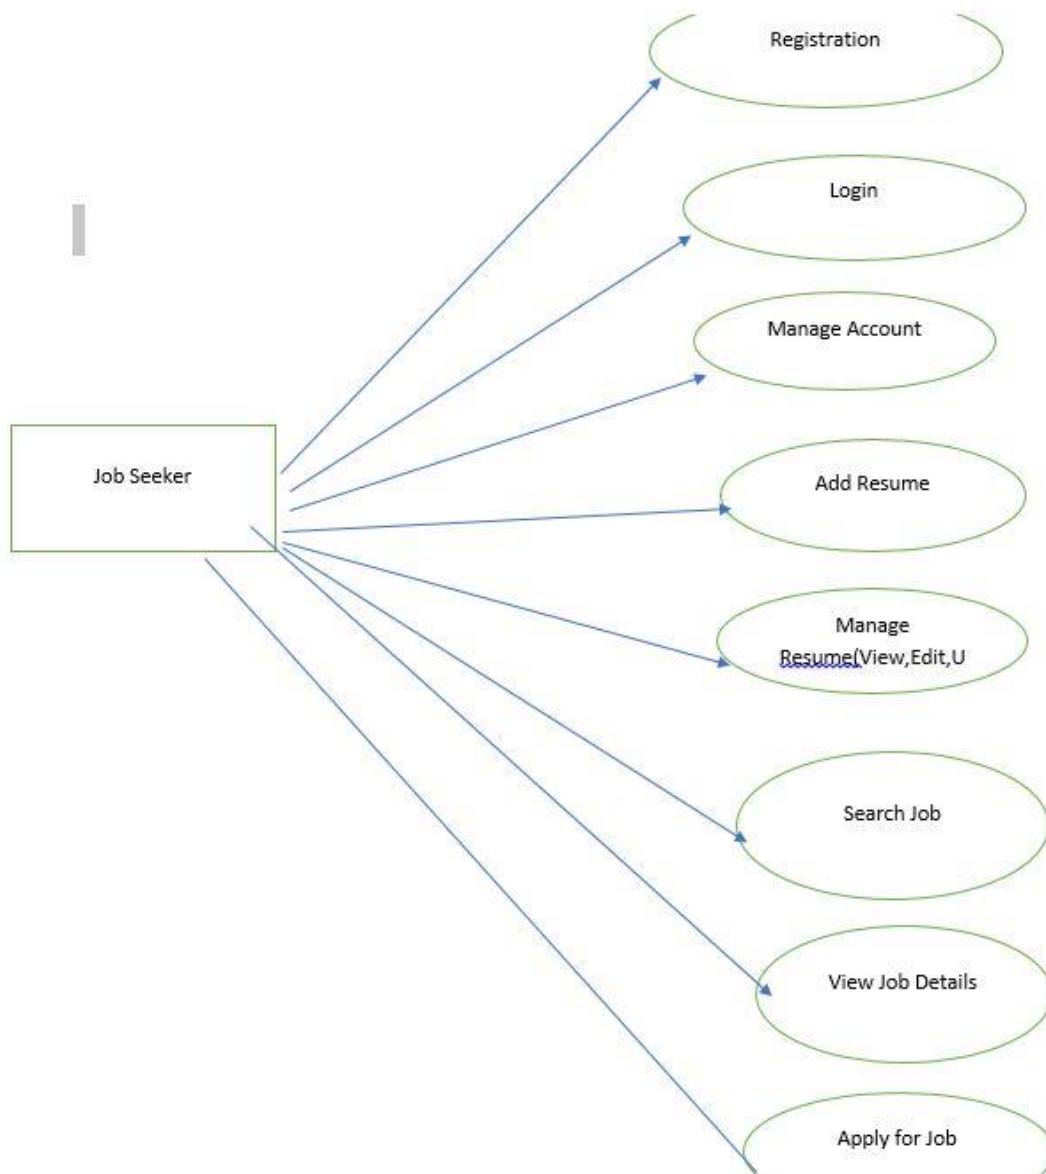 Registration
Login
Manage Account
Job Seeker
Add Resume
Manage
Resume(View,Edit,U
Search Job
View Job Details
Apply for Job